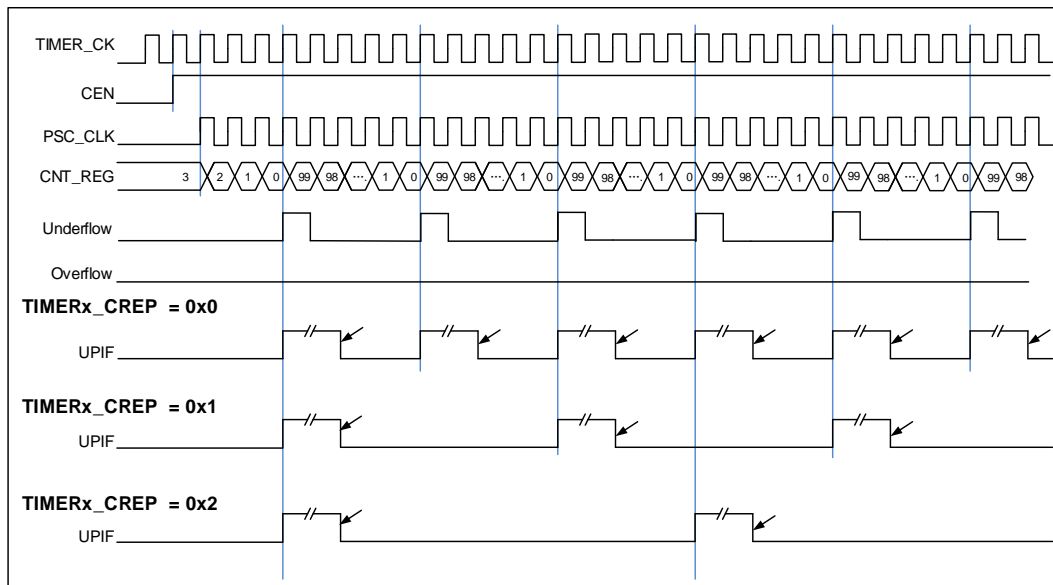 TIMER_CK
CEN
PSC_CLK
CNT_REG 3 2 1 0 99 98 .... 1 0 99 98 .... 1 0 99 98 .... 1 0 99 98 .... 1 0 99 98 .... 1 0 99 98
Underflow
Overflow
TIMERx_CREP = 0x0
UPIF
TIMERx_CREP = 0x1
UPIF
TIMERx_CREP = 0x2
UPIF